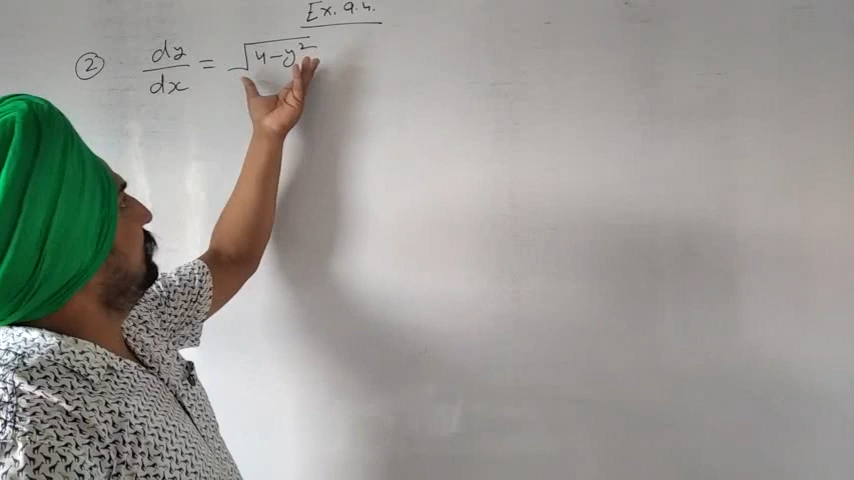 Ex. 9.4.
② dy/dx = √(4-y²)